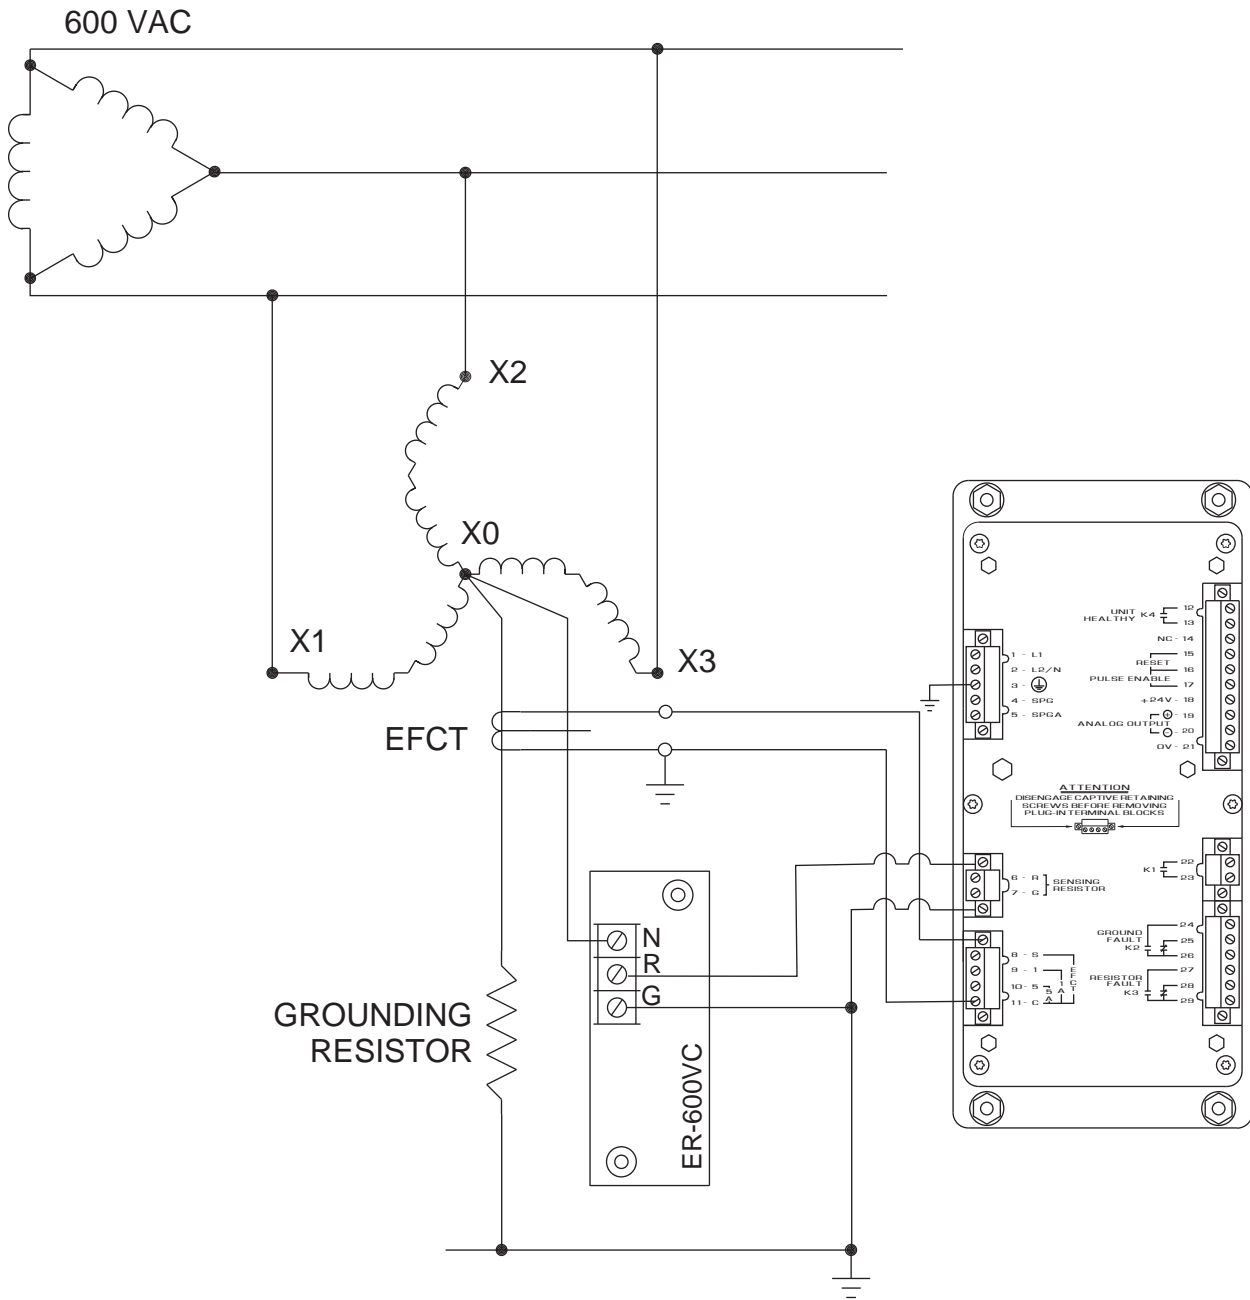 600 VAC
X2
X0
X1
X3
EFCT
GROUNDING
RESISTOR
N
R
G
ER-600VC
1 - L1
2 - L2/N
3 -
4 - SPG
5 - SPGA
UNIT
HEALTHY
K4
12
13
NC - 14
RESET
15
16
PULSE ENABLE
17
+24V - 18
ANALOG OUTPUT
+ - 19
- - 20
0V - 21
ATTENTION
DISENGAGE CAPTIVE RETAINING
SCREWS BEFORE REMOVING
PLUG-IN TERMINAL BLOCKS
6 - R
7 - G
SENSING
RESISTOR
K1
22
23
8 - S
9 - 1
10 - 5
11 - C
5A
1A
EFCT
GROUND
FAULT
K2
24
25
26
RESISTOR
FAULT
K3
27
28
29